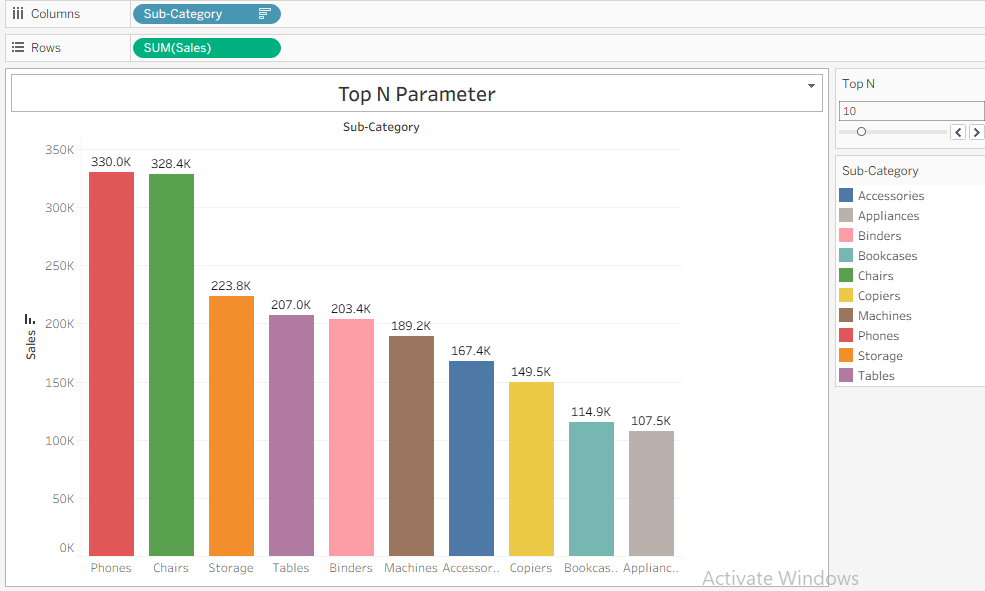 Columns
Sub-Category
Rows
SUM(Sales)
Top N Parameter
Sub-Category
350K
300K
250K
200K
150K
100K
50K
0K
Sales
330.0K
328.4K
223.8K
207.0K
203.4K
189.2K
167.4K
149.5K
114.9K
107.5K
Phones
Chairs
Storage
Tables
Binders
Machines
Accessor..
Copiers
Bookcas..
Applianc..
Top N
10
Sub-Category
Accessories
Appliances
Binders
Bookcases
Chairs
Copiers
Machines
Phones
Storage
Tables
Activate Windows